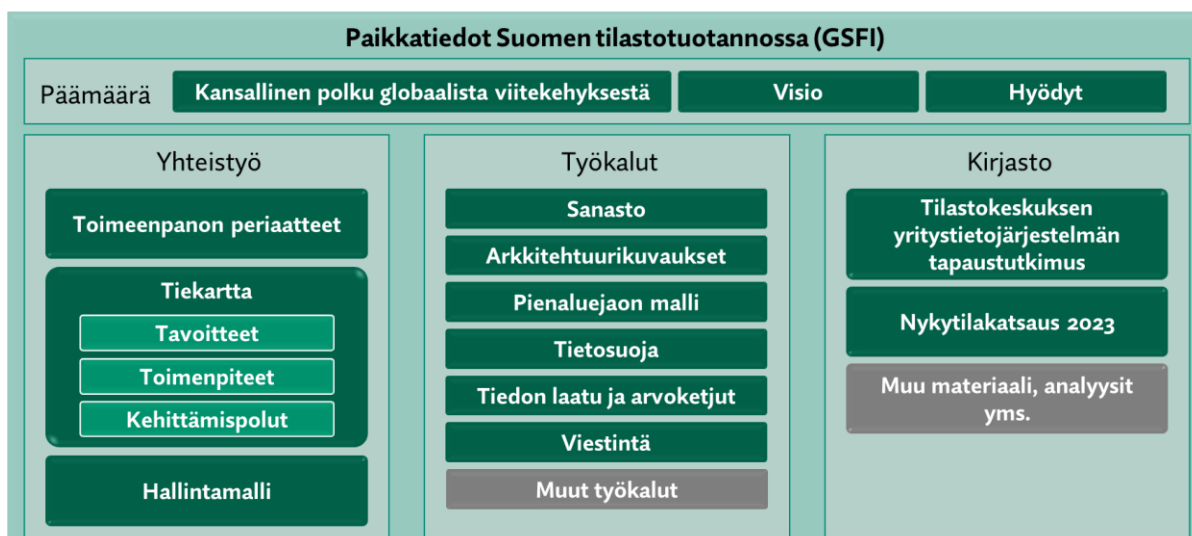 Paikkatiedot Suomen tilastotuotannossa (GSFI)
Päämäärä
Kansallinen polku globaalista viitekehyksestä
Visio
Hyödyt
Yhteistyö
Toimeenpanon periaatteet
Tiekartta
Tavoitteet
Toimenpiteet
Kehittämispolut
Hallintamalli
Työkalut
Sanasto
Arkkitehtuurikuvaukset
Pienaluejaon malli
Tietosuoja
Tiedon laatu ja arvoketjut
Viestintä
Muut työkalut
Kirjasto
Tilastokeskuksen
yritystietojärjestelmän
tapaustutkimus
Nykytilakatsaus 2023
Muu materiaali, analyysit
yms.